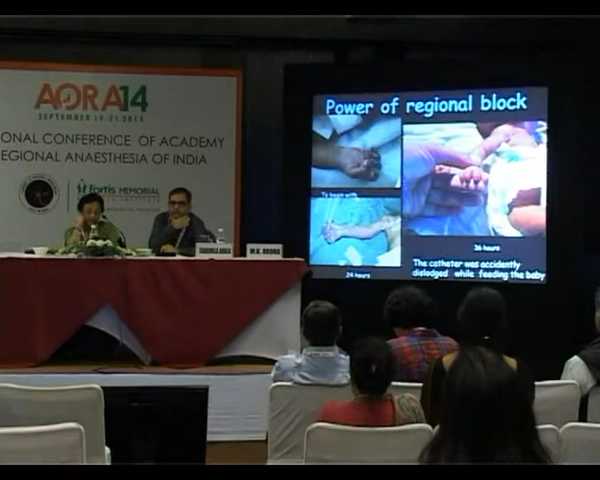 AORA14
SEPTEMBER 19-21 2014
ONAL CONFERENCE OF ACADEMY
EGIONAL ANAESTHESIA OF INDIA
Fortis MEMORIAL
M.K. ARORA
Power of regional block
To begin with
24 hours
36 hours
The catheter was accidently
dislodged while feeding the baby